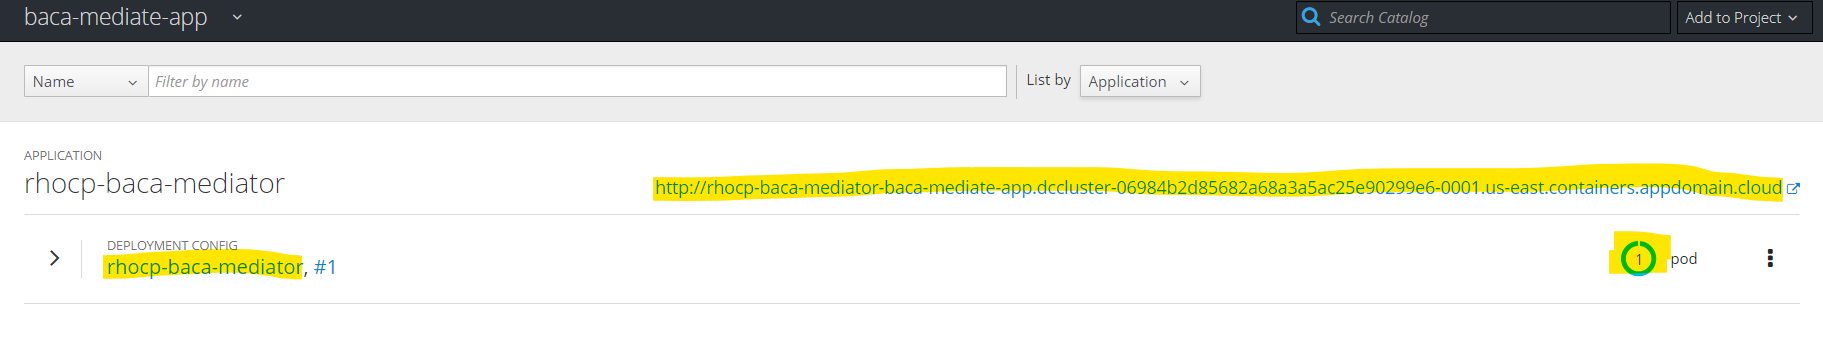 baca-mediate-app
Search Catalog
Add to Project
Name
Filter by name
List by
Application
APPLICATION
rhocp-baca-mediator
http://rhocp-baca-mediator-baca-mediate-app.dccluster-06984b2d85682a68a3a5ac25e90299e6-0001.us-east.containers.appdomain.cloud
DEPLOYMENT CONFIG
rhocp-baca-mediator, #1
1 pod